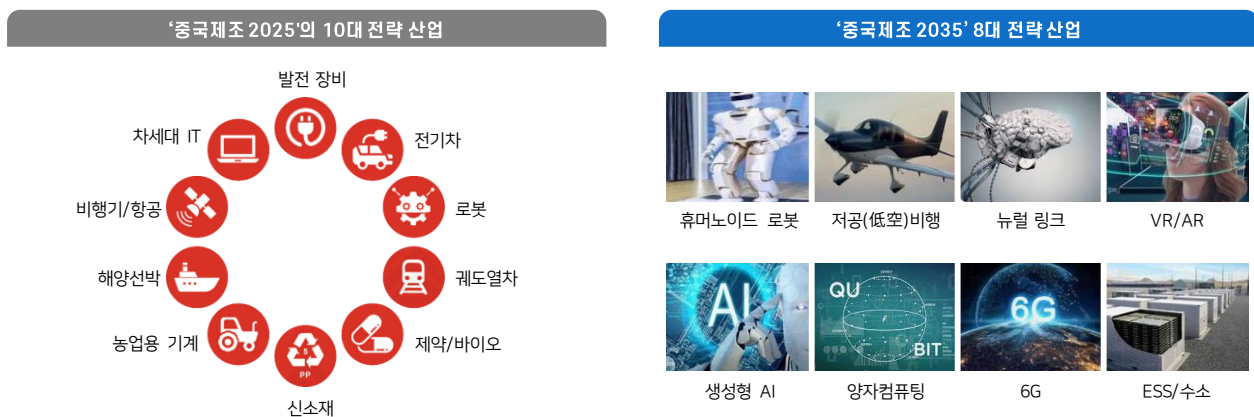 ‘중국제조 2025'의 10대 전략 산업
발전 장비
차세대 IT
전기차
비행기/항공
로봇
해양선박
궤도열차
농업용 기계
제약/바이오
5
PP
신소재
‘중국제조 2035’ 8대 전략 산업
휴머노이드 로봇
저공(低空)비행
뉴럴 링크
VR/AR
AI
QU
BIT
6G
생성형 AI
양자컴퓨팅
6G
ESS/수소